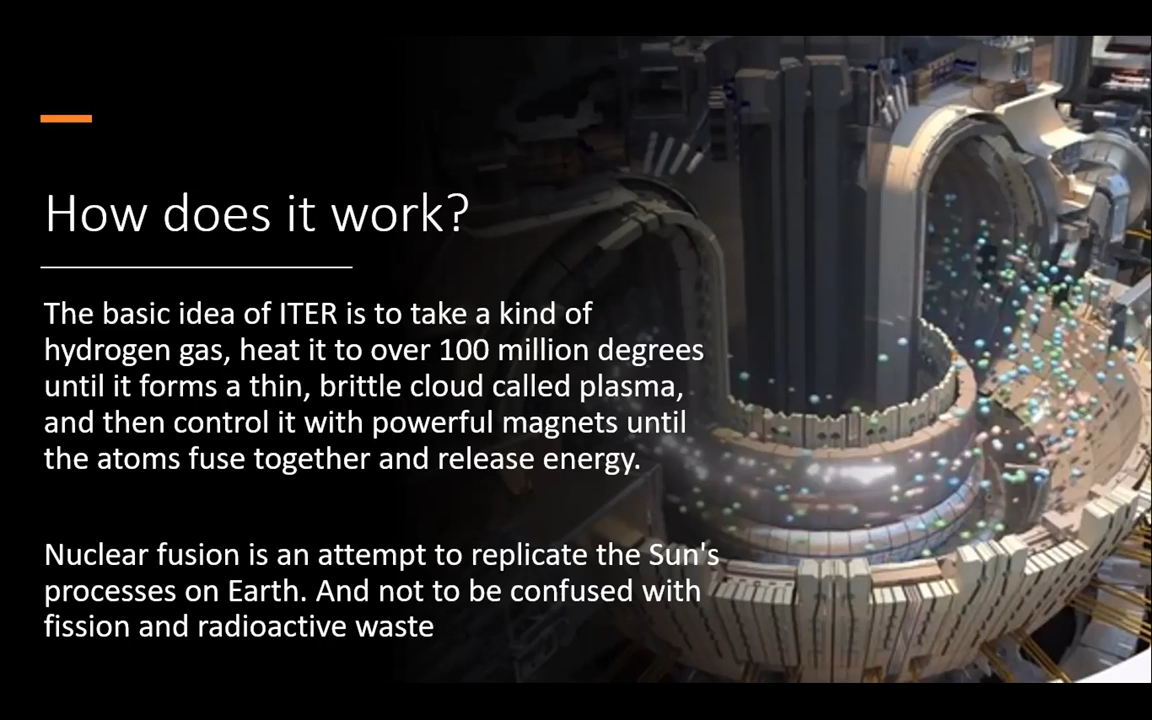 How does it work?
The basic idea of ITER is to take a kind of
hydrogen gas, heat it to over 100 million degrees
until it forms a thin, brittle cloud called plasma,
and then control it with powerful magnets until
the atoms fuse together and release energy.
Nuclear fusion is an attempt to replicate the Sun's
processes on Earth. And not to be confused with
fission and radioactive waste